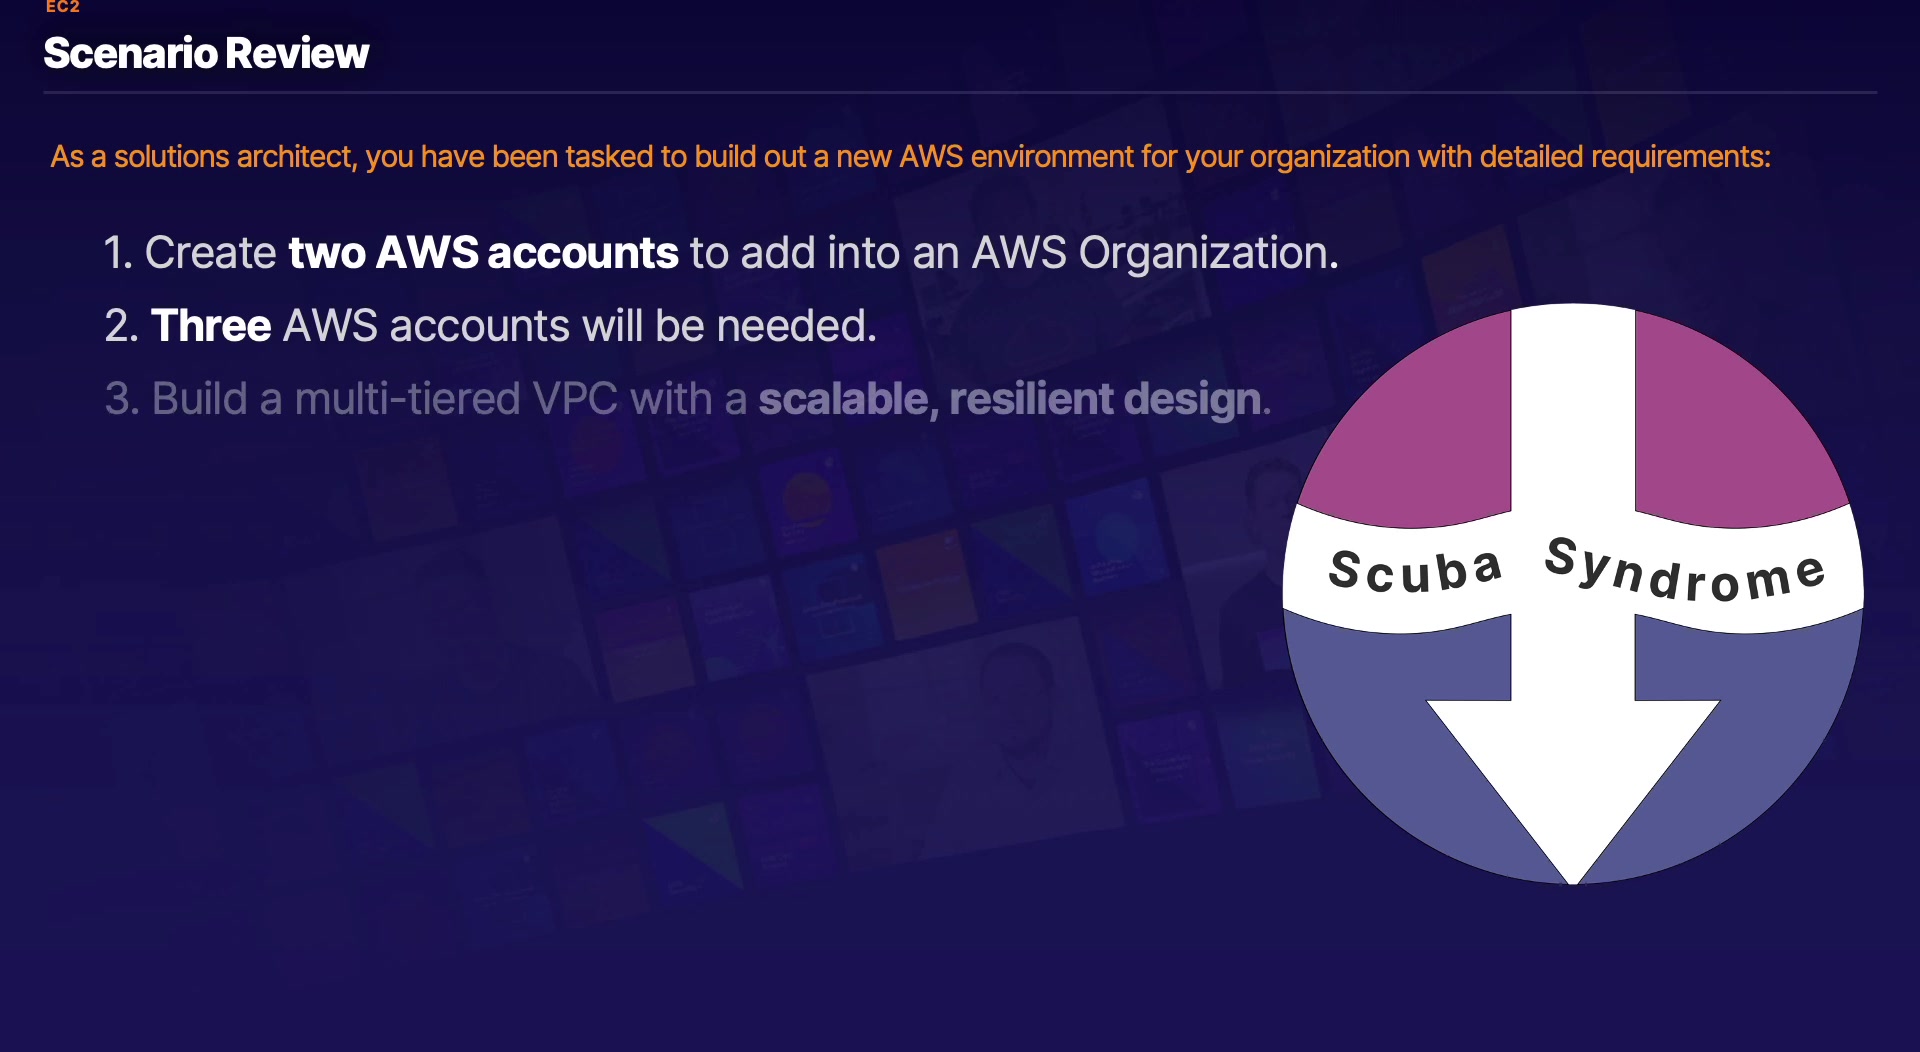 EC2
Scenario Review
As a solutions architect, you have been tasked to build out a new AWS environment for your organization with detailed requirements:
1. Create two AWS accounts to add into an AWS Organization.
2. Three AWS accounts will be needed.
3. Build a multi-tiered VPC with a scalable, resilient design.
Scuba Syndrome